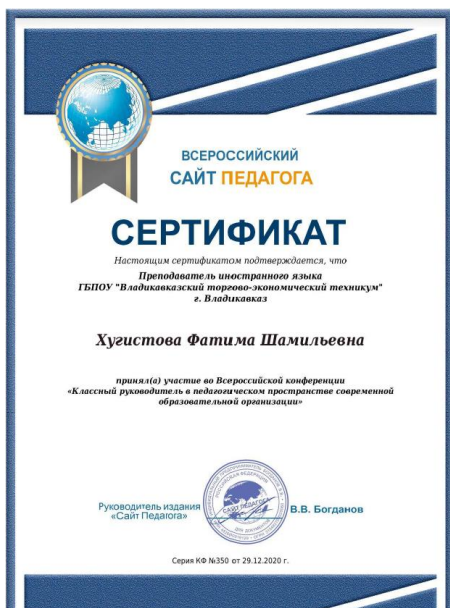 ВСЕРОССИЙСКИЙ
САЙТ ПЕДАГОГА
СЕРТИФИКАТ
Настоящим сертификатом подтверждается, что
Преподаватель иностранного языка
ГБПОУ "Владикавказский торгово-экономический техникум"
г. Владикавказ
Хугистова Фатима Шамильевна
принял(а) участие во Всероссийской конференции
«Классный руководитель в педагогическом пространстве современной
образовательной организации»
Руководитель издания
«Сайт Педагога»
САЙТ ПЕДАГОГА
В.В. Богданов
Серия КФ №350 от 29.12.2020 г.